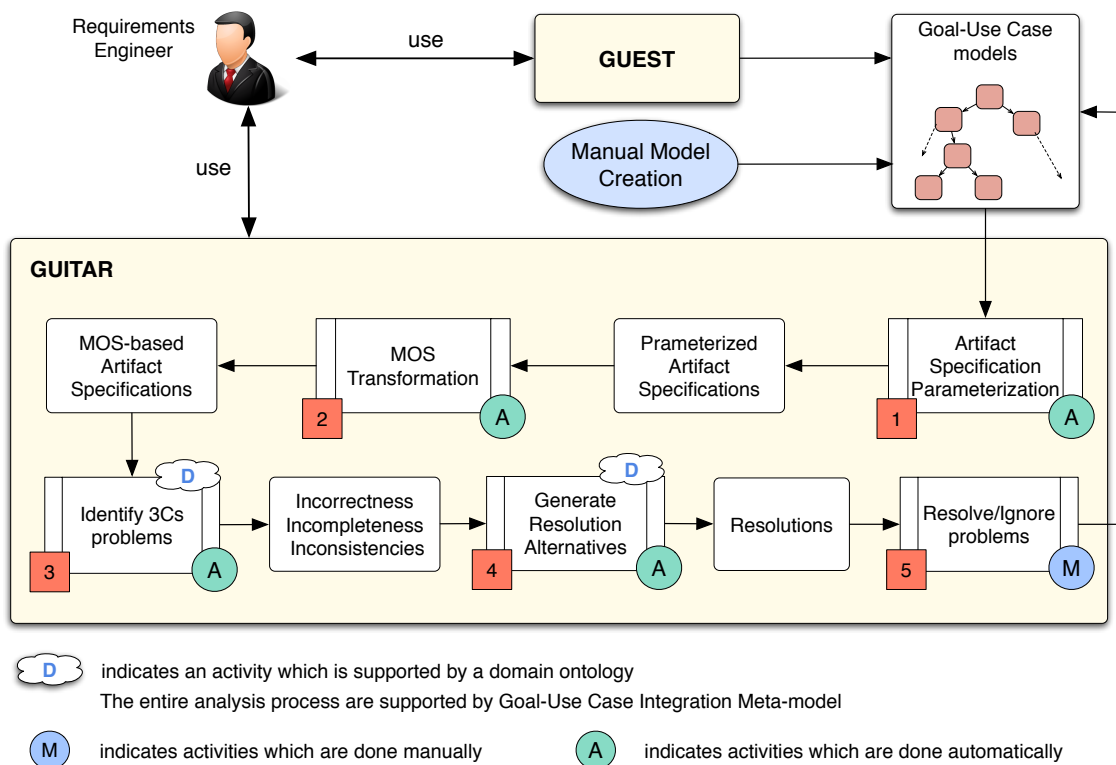 Requirements
Engineer
use
GUEST
Goal-Use Case
models
use
Manual Model
Creation
GUITAR
MOS-based
Artifact
Specifications
MOS
Transformation
2
A
Prameterized
Artifact
Specifications
Artifact
Specification
Parameterization
1
A
D
Identify 3Cs
problems
3
A
Incorrectness
Incompleteness
Inconsistencies
D
Generate
Resolution
Alternatives
4
A
Resolutions
Resolve/Ignore
problems
5
M
D indicates an activity which is supported by a domain ontology
The entire analysis process are supported by Goal-Use Case Integration Meta-model
M indicates activities which are done manually
A indicates activities which are done automatically